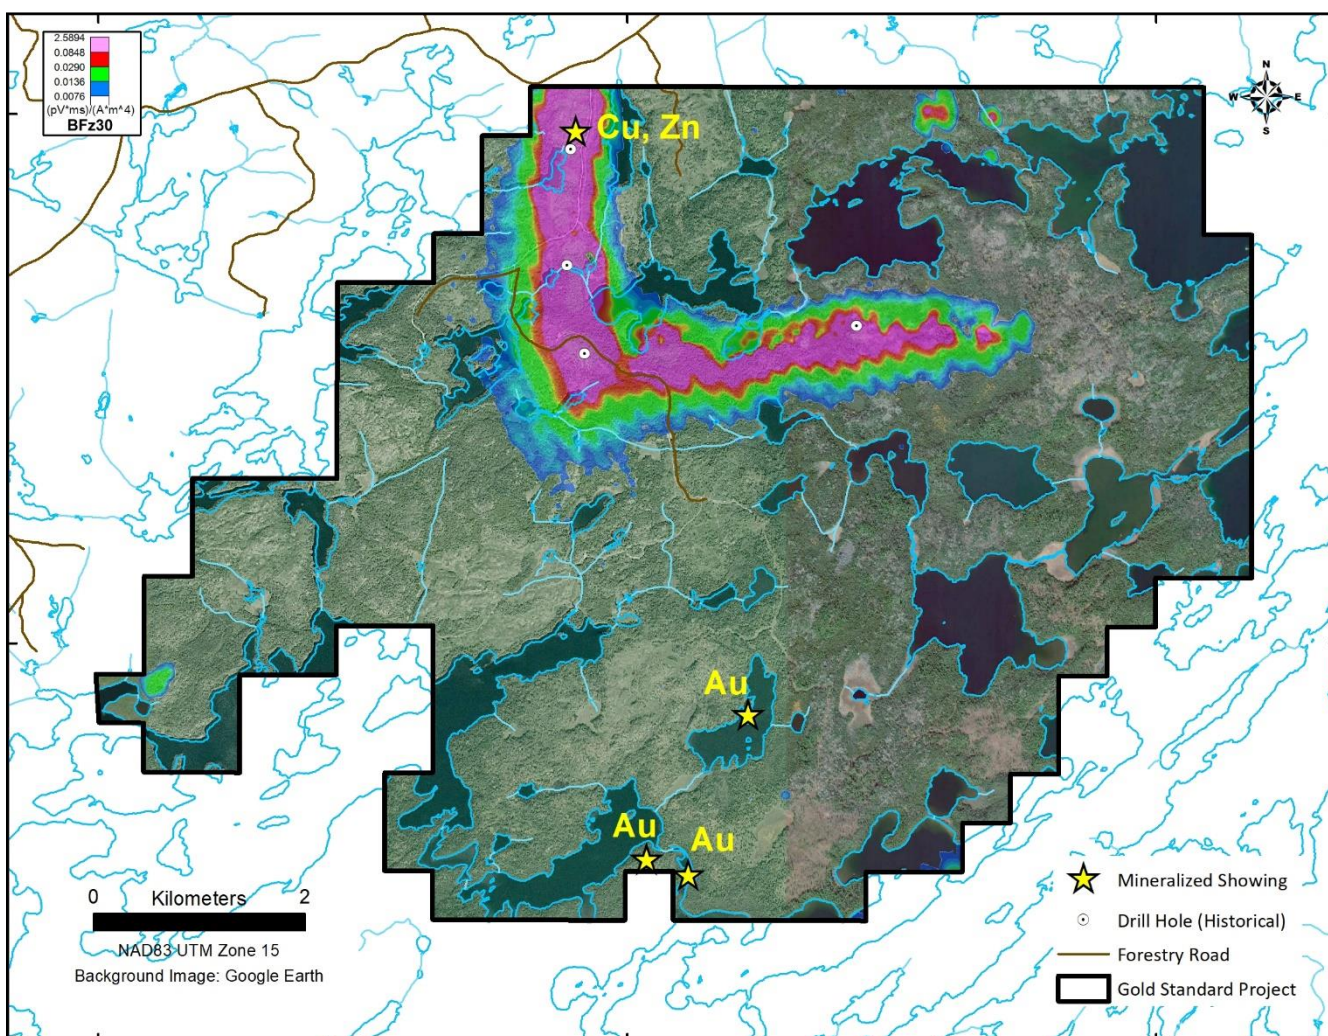 2.5894
0.0848
0.0290
0.0136
0.0076
(pV*ms)/(A*m^4)
BFz30
N
W E
S
Cu, Zn
Au
Au
Au
0 Kilometers 2
NAD83 UTM Zone 15
Background Image: Google Earth
Mineralized Showing
Drill Hole (Historical)
Forestry Road
Gold Standard Project